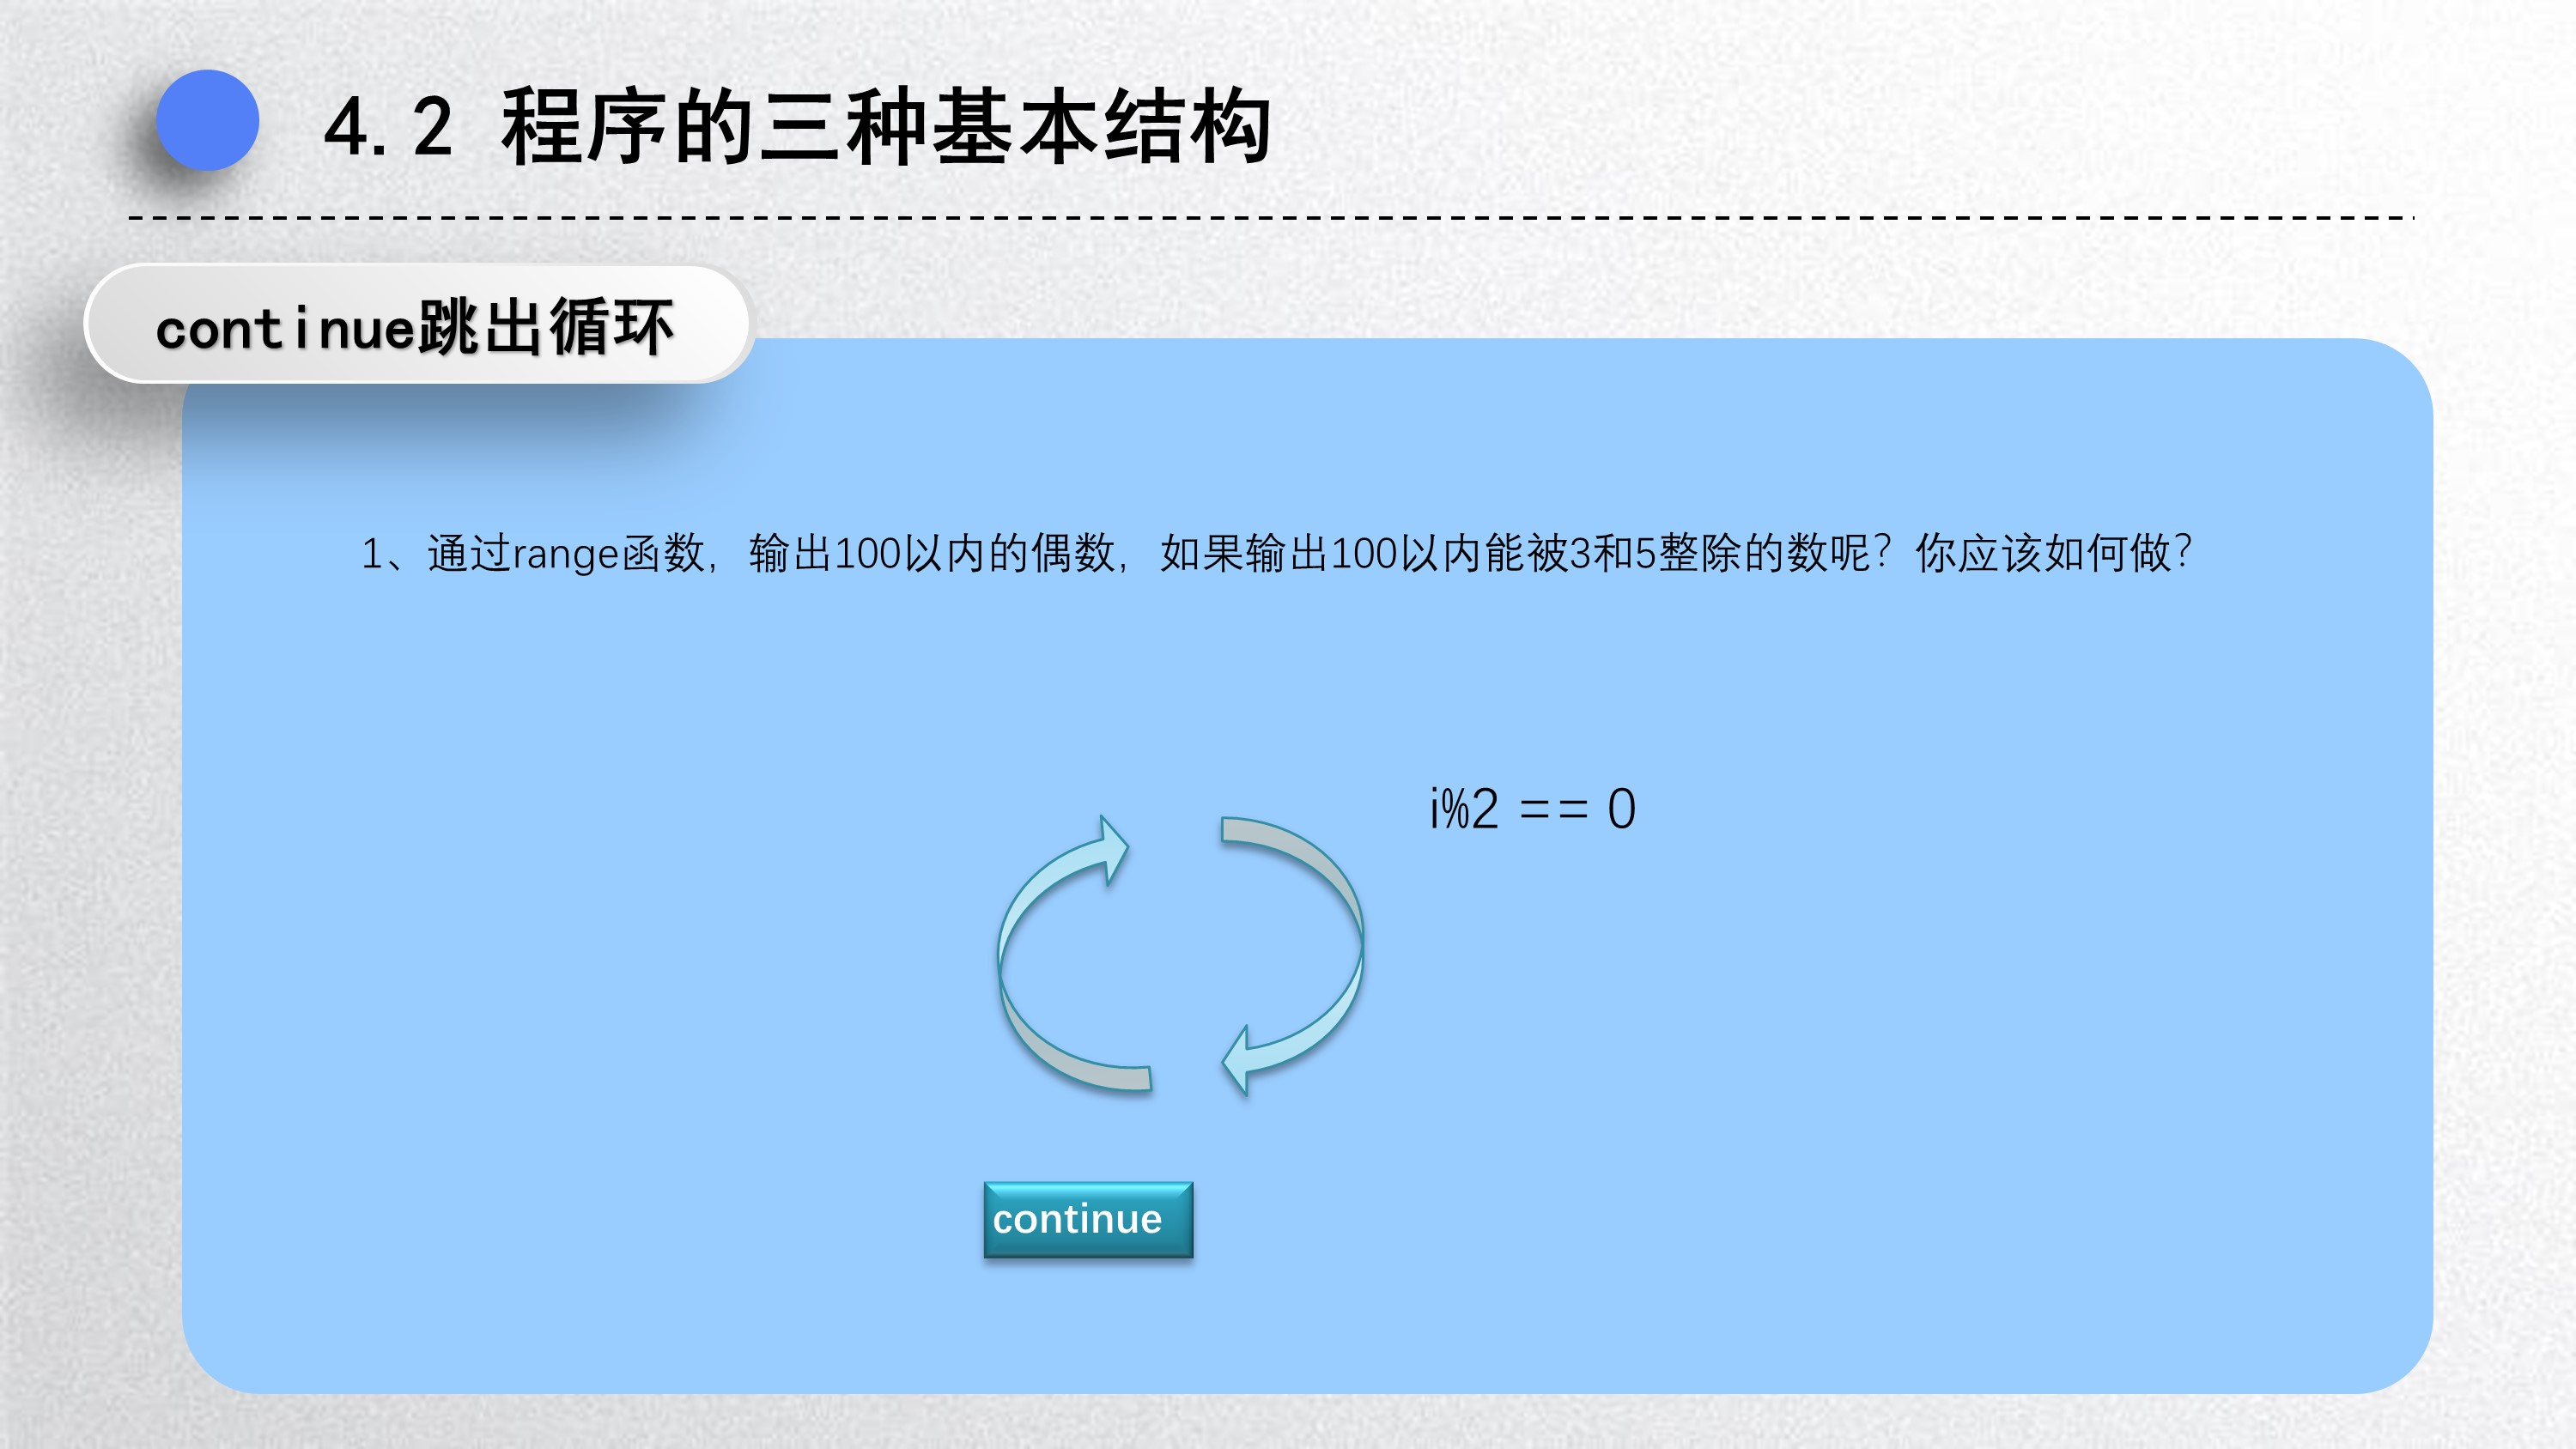 4.2 程序的三种基本结构
continue跳出循环
1、通过range函数，输出100以内的偶数，如果输出100以内能被3和5整除的数呢？你应该如何做？
i%2 == 0
continue